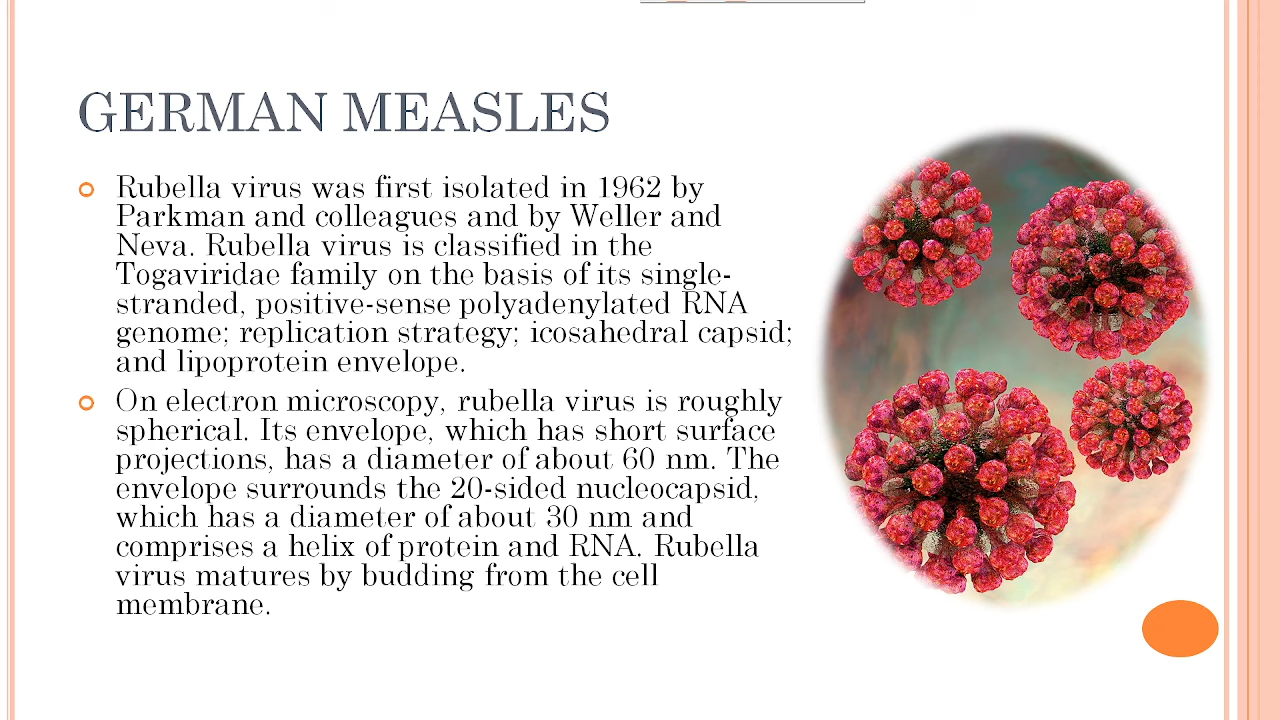 GERMAN MEASLES
Rubella virus was first isolated in 1962 by
Parkman and colleagues and by Weller and
Neva. Rubella virus is classified in the
Togaviridae family on the basis of its single-
stranded, positive-sense polyadenylated RNA
genome; replication strategy; icosahedral capsid;
and lipoprotein envelope.
On electron microscopy, rubella virus is roughly
spherical. Its envelope, which has short surface
projections, has a diameter of about 60 nm. The
envelope surrounds the 20-sided nucleocapsid,
which has a diameter of about 30 nm and
comprises a helix of protein and RNA. Rubella
virus matures by budding from the cell
membrane.